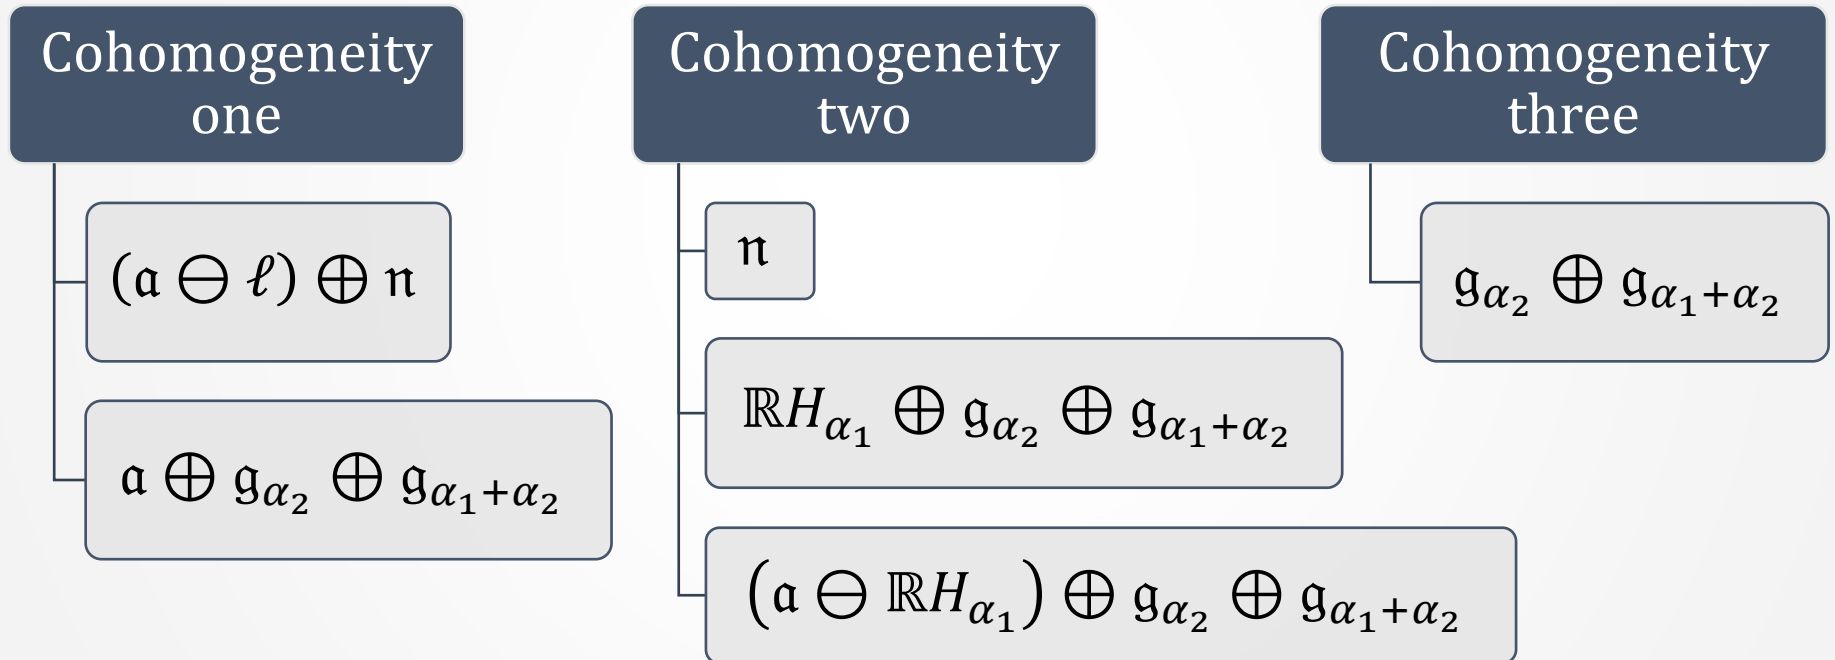 Cohomogeneity
one
(𝔞 ⊖ ℓ) ⊕ 𝔫
𝔞 ⊕ 𝔤_{α₂} ⊕ 𝔤_{α₁+α₂}
Cohomogeneity
two
𝔫
ℝH_{α₁} ⊕ 𝔤_{α₂} ⊕ 𝔤_{α₁+α₂}
(𝔞 ⊖ ℝH_{α₁}) ⊕ 𝔤_{α₂} ⊕ 𝔤_{α₁+α₂}
Cohomogeneity
three
𝔤_{α₂} ⊕ 𝔤_{α₁+α₂}